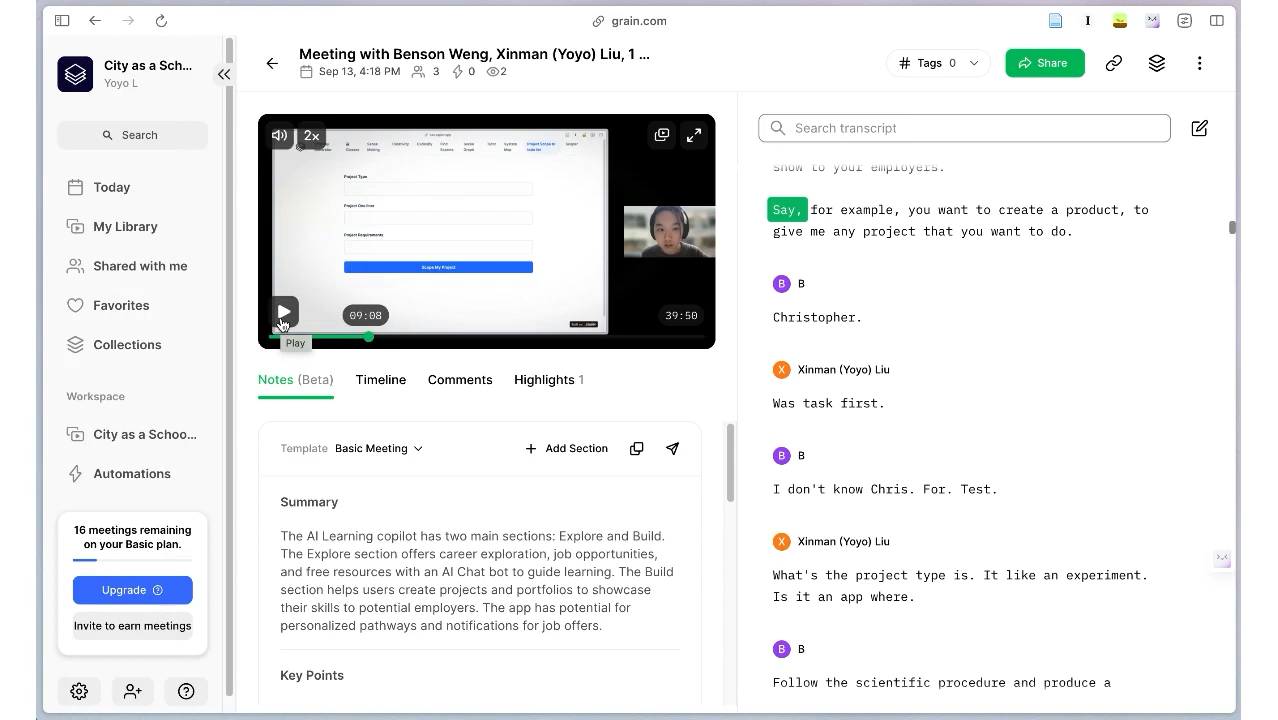 grain.com
City as a Sch...
Yoyo L
Search
Today
My Library
Shared with me
Favorites
Collections
Workspace
City as a Schoo...
Automations
16 meetings remaining
on your Basic plan.
Upgrade
Invite to earn meetings
Meeting with Benson Weng, Xinman (Yoyo) Liu, 1 ...
Sep 13, 4:18 PM 3 0 2
# Tags 0
Share
2x
Project Type
Project One-liner
Project Requirements
Scope My Project
09:08
39:50
Play
Notes (Beta) Timeline Comments Highlights 1
Template Basic Meeting
+ Add Section
Summary
The AI Learning copilot has two main sections: Explore and Build.
The Explore section offers career exploration, job opportunities,
and free resources with an AI Chat bot to guide learning. The Build
section helps users create projects and portfolios to showcase
their skills to potential employers. The app has potential for
personalized pathways and notifications for job offers.
Key Points
Search transcript
show to your employers.
Say, for example, you want to create a product, to
give me any project that you want to do.
B B
Christopher.
X Xinman (Yoyo) Liu
Was task first.
B B
I don't know Chris. For. Test.
X Xinman (Yoyo) Liu
What's the project type is. It like an experiment.
Is it an app where.
B B
Follow the scientific procedure and produce a